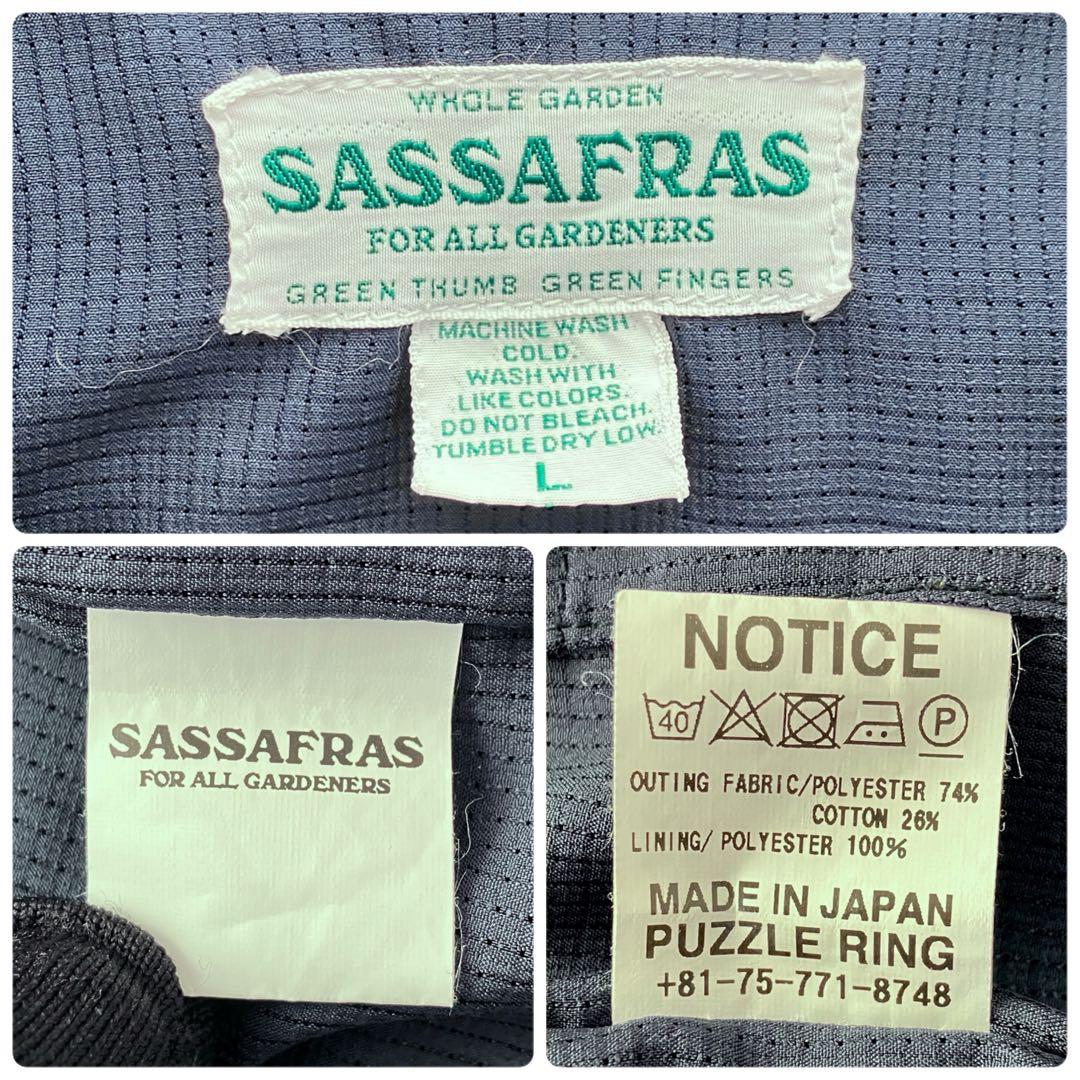 WHOLE GARDEN
SASSAFRAS
FOR ALL GARDENERS
GREEN THUMB GREEN FINGERS
MACHINE WASH
COLD.
WASH WITH
LIKE COLORS.
DO NOT BLEACH.
TUMBLE DRY LOW.
L
SASSAFRAS
FOR ALL GARDENERS
NOTICE
40 P
OUTING FABRIC/POLYESTER 74%
COTTON 26%
LINING/ POLYESTER 100%
MADE IN JAPAN
PUZZLE RING
+81-75-771-8748